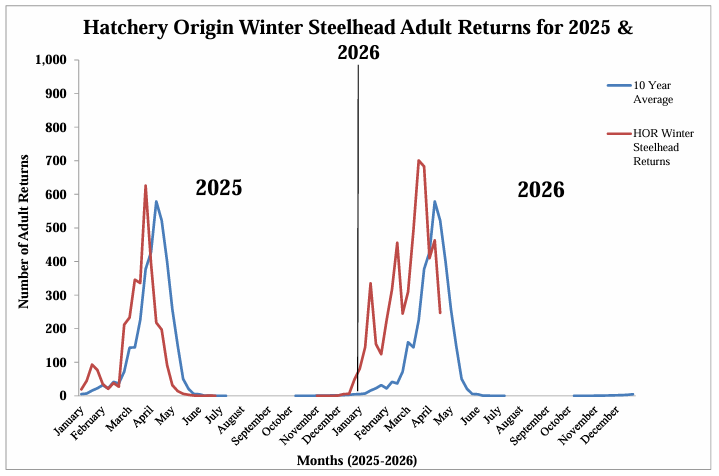 Hatchery Origin Winter Steelhead Adult Returns for 2025 &
2026
1,000
900
800
700
600
500
400
300
200
100
0
Number of Adult Returns
2025
2026
10 Year
Average
HOR Winter
Steelhead
Returns
January
February
March
April
May
June
July
August
September
October
November
December
January
February
March
April
May
June
July
August
September
October
November
December
Months (2025-2026)